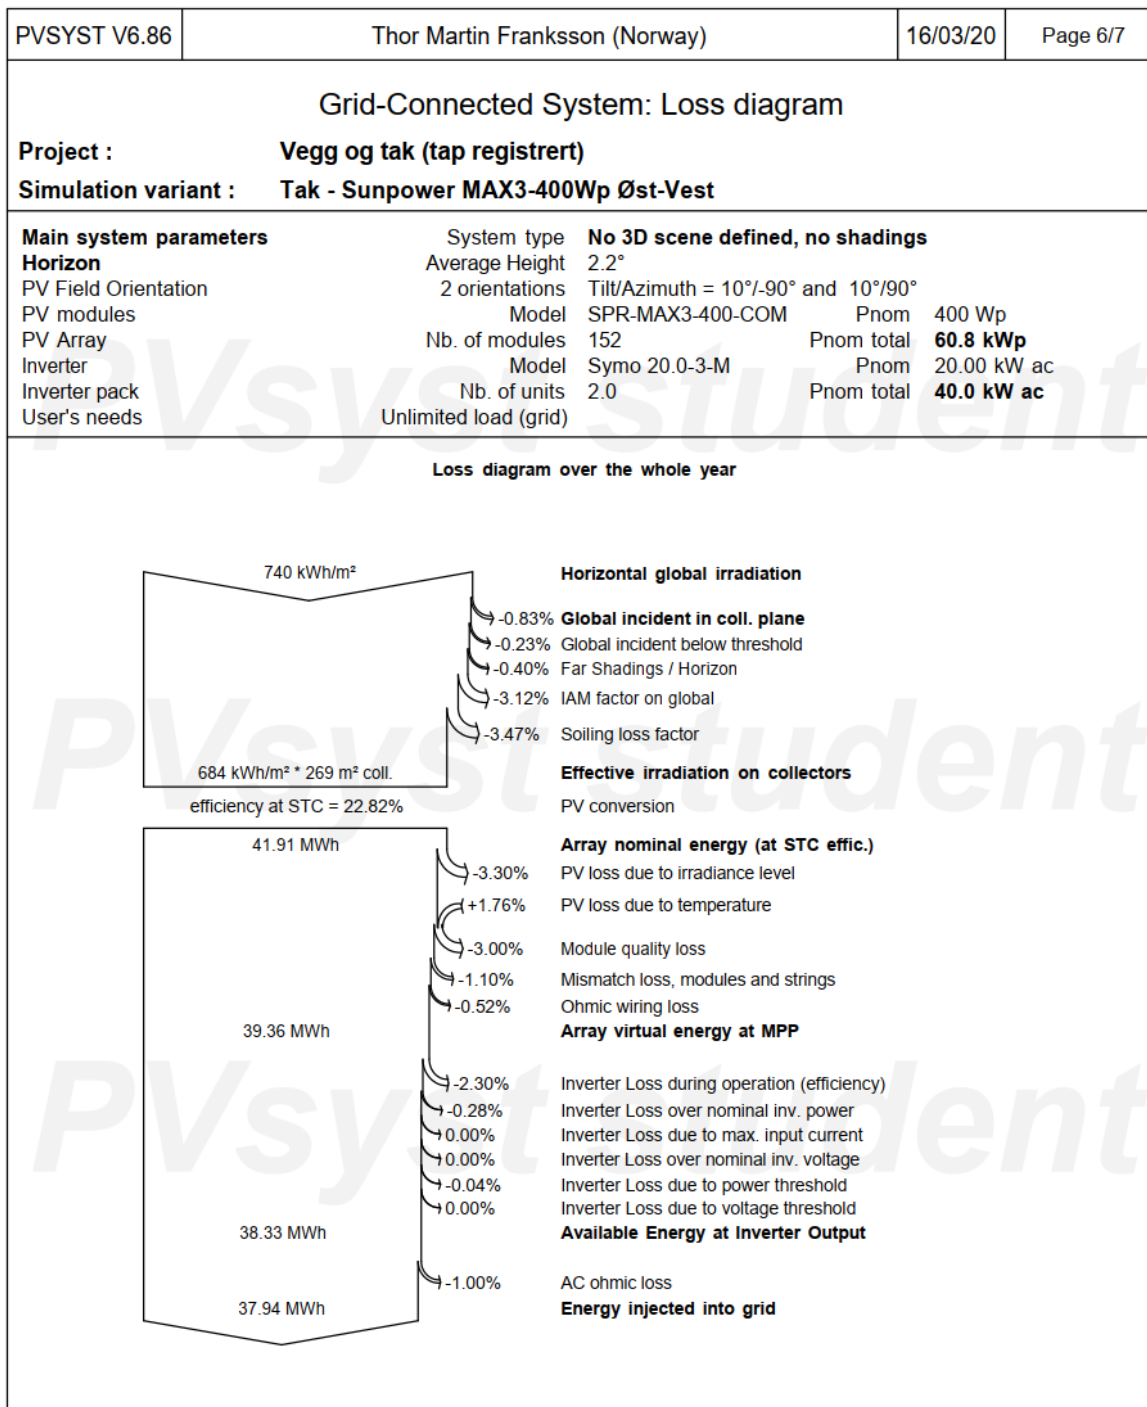 PVSYST V6.86 Thor Martin Franksson (Norway) 16/03/20 Page 6/7
Grid-Connected System: Loss diagram
Project : Vegg og tak (tap registrert)
Simulation variant : Tak - Sunpower MAX3-400Wp Øst-Vest
Main system parameters System type No 3D scene defined, no shadings
Horizon Average Height 2.2°
PV Field Orientation 2 orientations Tilt/Azimuth = 10°/-90° and 10°/90°
PV modules Model SPR-MAX3-400-COM Pnom 400 Wp
PV Array Nb. of modules 152 Pnom total 60.8 kWp
Inverter Model Symo 20.0-3-M Pnom 20.00 kW ac
Inverter pack Nb. of units 2.0 Pnom total 40.0 kW ac
User's needs Unlimited load (grid)
PVsyst student
Loss diagram over the whole year
740 kWh/m² Horizontal global irradiation
-0.83% Global incident in coll. plane
-0.23% Global incident below threshold
-0.40% Far Shadings / Horizon
-3.12% IAM factor on global
-3.47% Soiling loss factor
PVsyst student
684 kWh/m² * 269 m² coll. Effective irradiation on collectors
efficiency at STC = 22.82% PV conversion
41.91 MWh Array nominal energy (at STC effic.)
-3.30% PV loss due to irradiance level
+1.76% PV loss due to temperature
-3.00% Module quality loss
-1.10% Mismatch loss, modules and strings
-0.52% Ohmic wiring loss
39.36 MWh Array virtual energy at MPP
-2.30% Inverter Loss during operation (efficiency)
-0.28% Inverter Loss over nominal inv. power
PVsyst student
0.00% Inverter Loss due to max. input current
0.00% Inverter Loss over nominal inv. voltage
-0.04% Inverter Loss due to power threshold
0.00% Inverter Loss due to voltage threshold
38.33 MWh Available Energy at Inverter Output
-1.00% AC ohmic loss
37.94 MWh Energy injected into grid